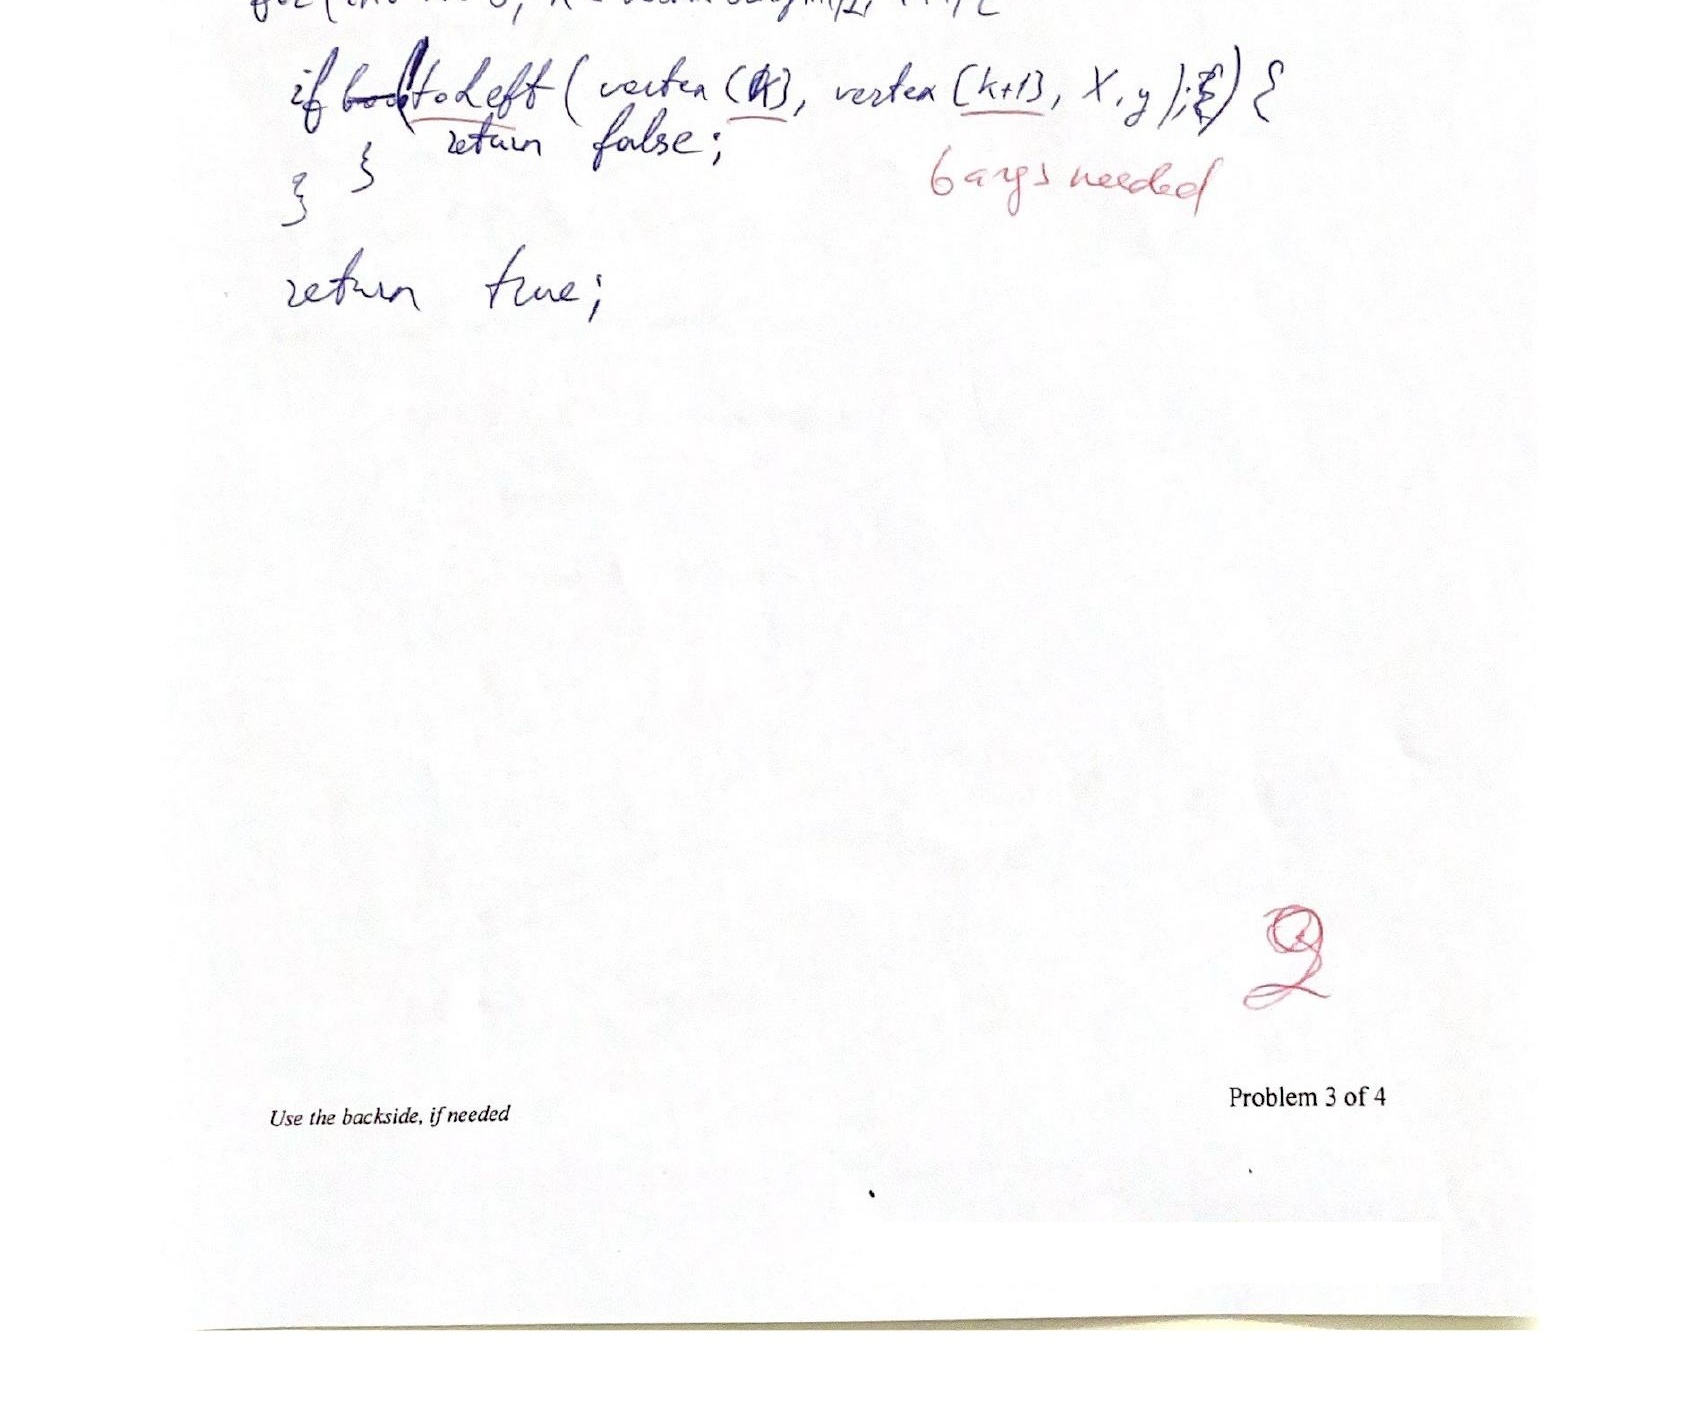 if (toLeft ( vertex [k], vertex [k+1], x, y ); ) {
return false;
}
}
6 args needed
return true;
2
Problem 3 of 4
Use the backside, if needed